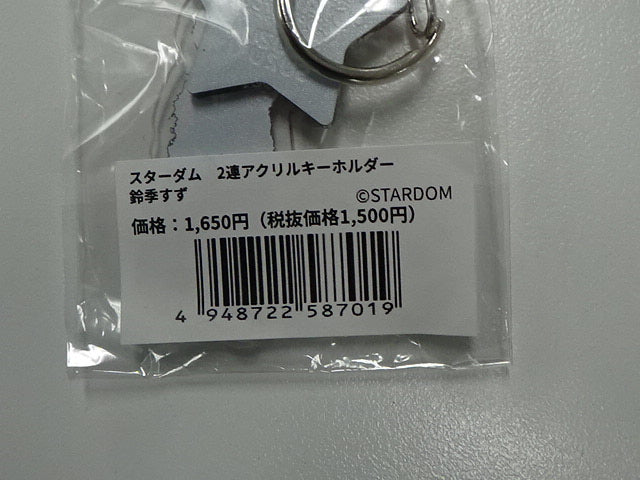 スターダム　2連アクリルキーホルダー
鈴季すず
©STARDOM
価格：1,650円（税抜価格1,500円）
4 948722 587019